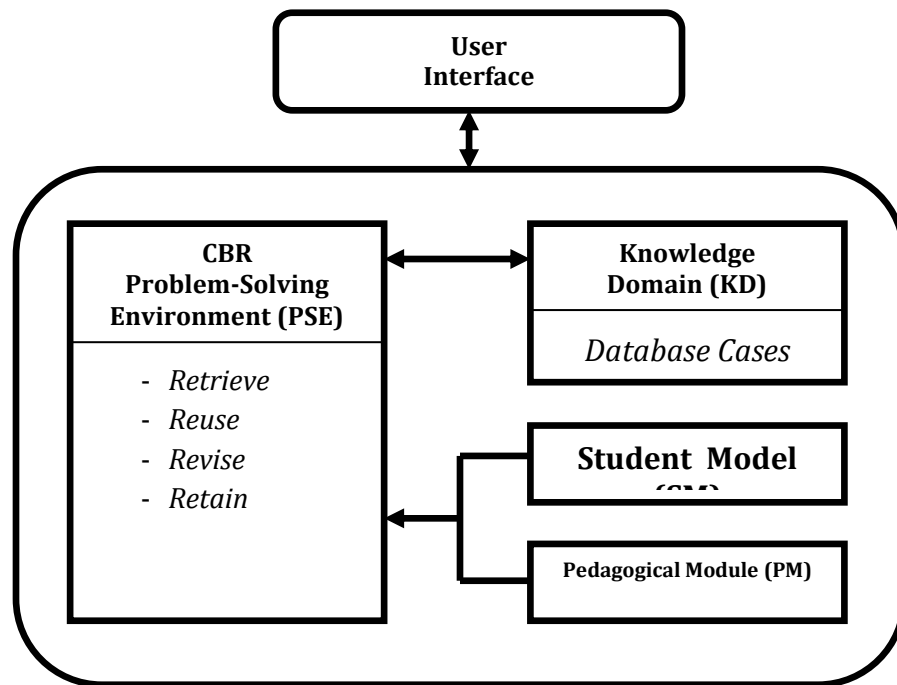 User
Interface
CBR
Problem-Solving
Environment (PSE)
- Retrieve
- Reuse
- Revise
- Retain
Knowledge
Domain (KD)
Database Cases
Student Model
(SM)
Pedagogical Module (PM)